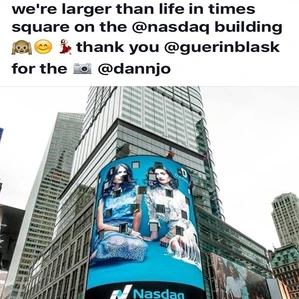 we're larger than life in times
square on the @nasdaq building
🙉😊💃thank you @guerinblask
for the 📷 @dannjo
Nasdaq